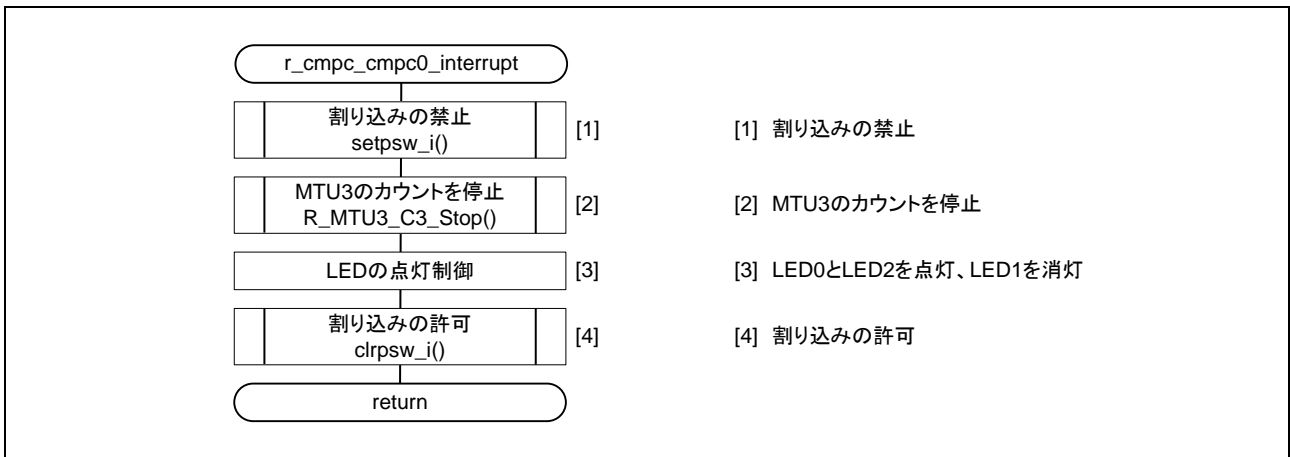 r_cmpc_cmpc0_interrupt
割り込みの禁止
setpsw_i()
[1]
[1] 割り込みの禁止
MTU3のカウントを停止
R_MTU3_C3_Stop()
[2]
[2] MTU3のカウントを停止
LEDの点灯制御
[3]
[3] LED0とLED2を点灯、LED1を消灯
割り込みの許可
clrpsw_i()
[4]
[4] 割り込みの許可
return